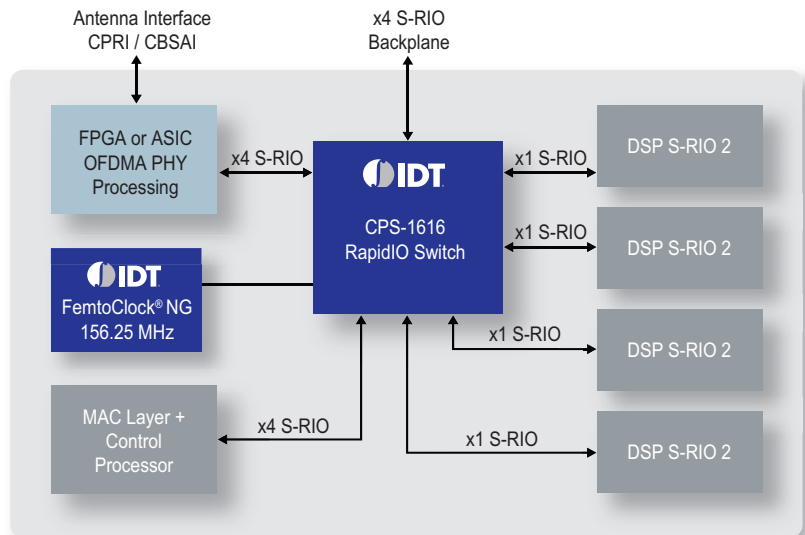 Antenna Interface
CPRI / CBSAI
x4 S-RIO
Backplane
FPGA or ASIC
OFDMA PHY
Processing
x4 S-RIO
IDT
CPS-1616
RapidIO Switch
x1 S-RIO
DSP S-RIO 2
x1 S-RIO
DSP S-RIO 2
IDT
FemtoClock® NG
156.25 MHz
x1 S-RIO
DSP S-RIO 2
MAC Layer +
Control
Processor
x4 S-RIO
x1 S-RIO
DSP S-RIO 2